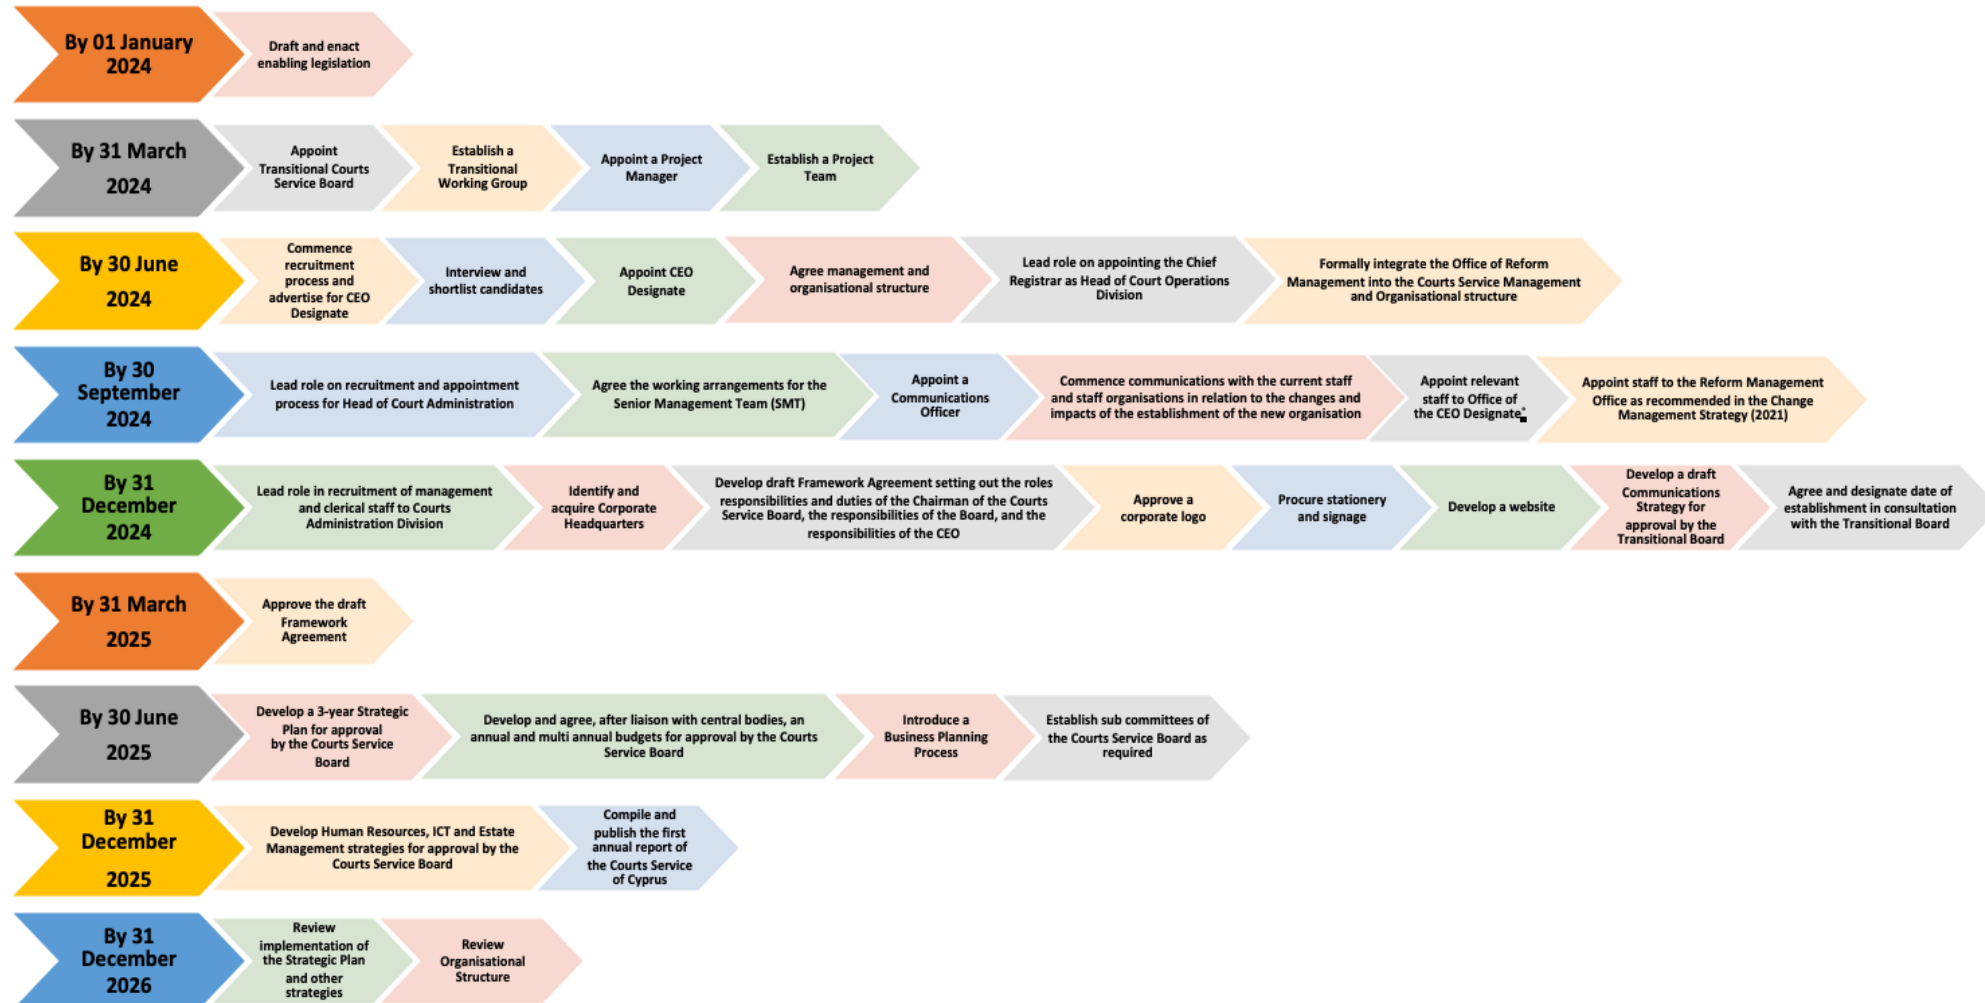 By 01 January
2024
Draft and enact
enabling legislation
By 31 March
2024
Appoint
Transitional Courts
Service Board
Establish a
Transitional
Working Group
Appoint a Project
Manager
Establish a Project
Team
By 30 June
2024
Commence
recruitment
process and
advertise for CEO
Designate
Interview and
shortlist candidates
Appoint CEO
Designate
Agree management and
organisational structure
Lead role on appointing the Chief
Registrar as Head of Court Operations
Division
Formally integrate the Office of Reform
Management into the Courts Service Management
and Organisational structure
By 30
September
2024
Lead role on recruitment and appointment
process for Head of Court Administration
Agree the working arrangements for the
Senior Management Team (SMT)
Appoint a
Communications
Officer
Commence communications with the current staff
and staff organisations in relation to the changes and
impacts of the establishment of the new organisation
Appoint relevant
staff to Office of
the CEO Designate*
Appoint staff to the Reform Management
Office as recommended in the Change
Management Strategy (2021)
By 31
December
2024
Lead role in recruitment of management
and clerical staff to Courts
Administration Division
Identify and
acquire Corporate
Headquarters
Develop draft Framework Agreement setting out the roles
responsibilities and duties of the Chairman of the Courts
Service Board, the responsibilities of the Board, and the
responsibilities of the CEO
Approve a
corporate logo
Procure stationery
and signage
Develop a website
Develop a draft
Communications
Strategy for
approval by the
Transitional Board
Agree and designate date of
establishment in consultation
with the Transitional Board
By 31 March
2025
Approve the draft
Framework
Agreement
By 30 June
2025
Develop a 3-year Strategic
Plan for approval
by the Courts Service
Board
Develop and agree, after liaison with central bodies, an
annual and multi annual budgets for approval by the Courts
Service Board
Introduce a
Business Planning
Process
Establish sub committees of
the Courts Service Board as
required
By 31
December
2025
Develop Human Resources, ICT and Estate
Management strategies for approval by the
Courts Service Board
Compile and
publish the first
annual report of
the Courts Service
of Cyprus
By 31
December
2026
Review
implementation of
the Strategic Plan
and other
strategies
Review
Organisational
Structure